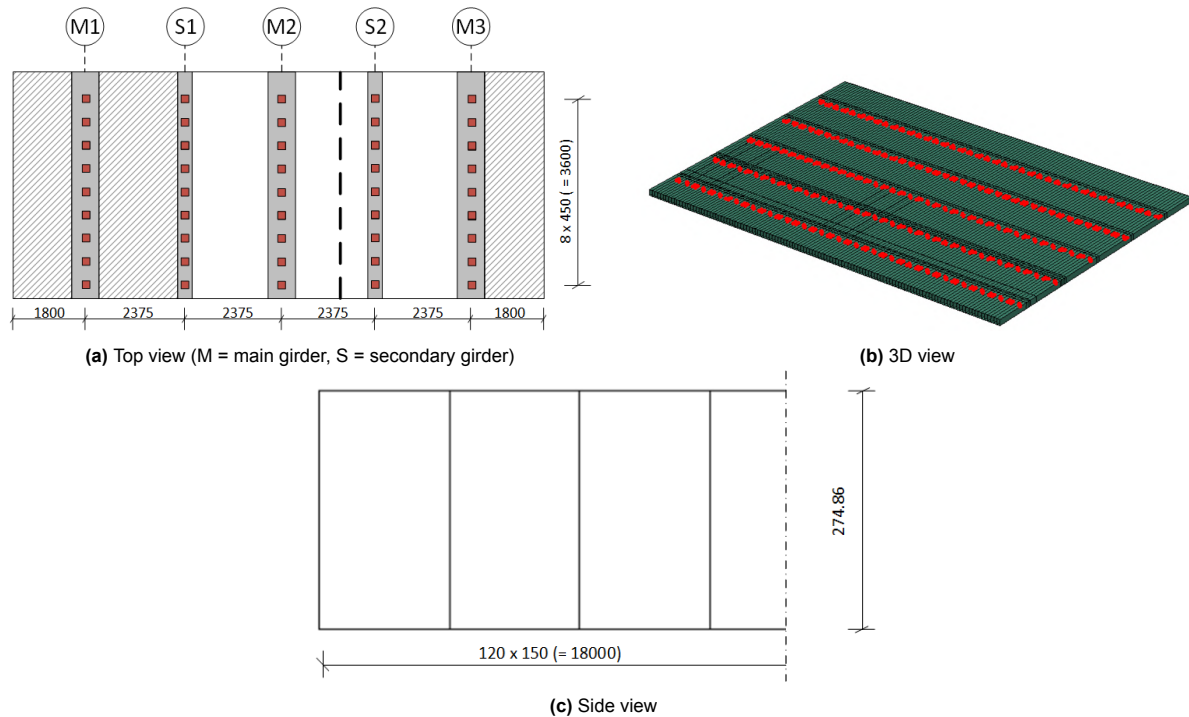 M1 S1 M2 S2 M3
8 x 450 ( = 3600)
1800 2375 2375 2375 2375 1800
(a) Top view (M = main girder, S = secondary girder)
(b) 3D view
274.86
120 x 150 (= 18000)
(c) Side view